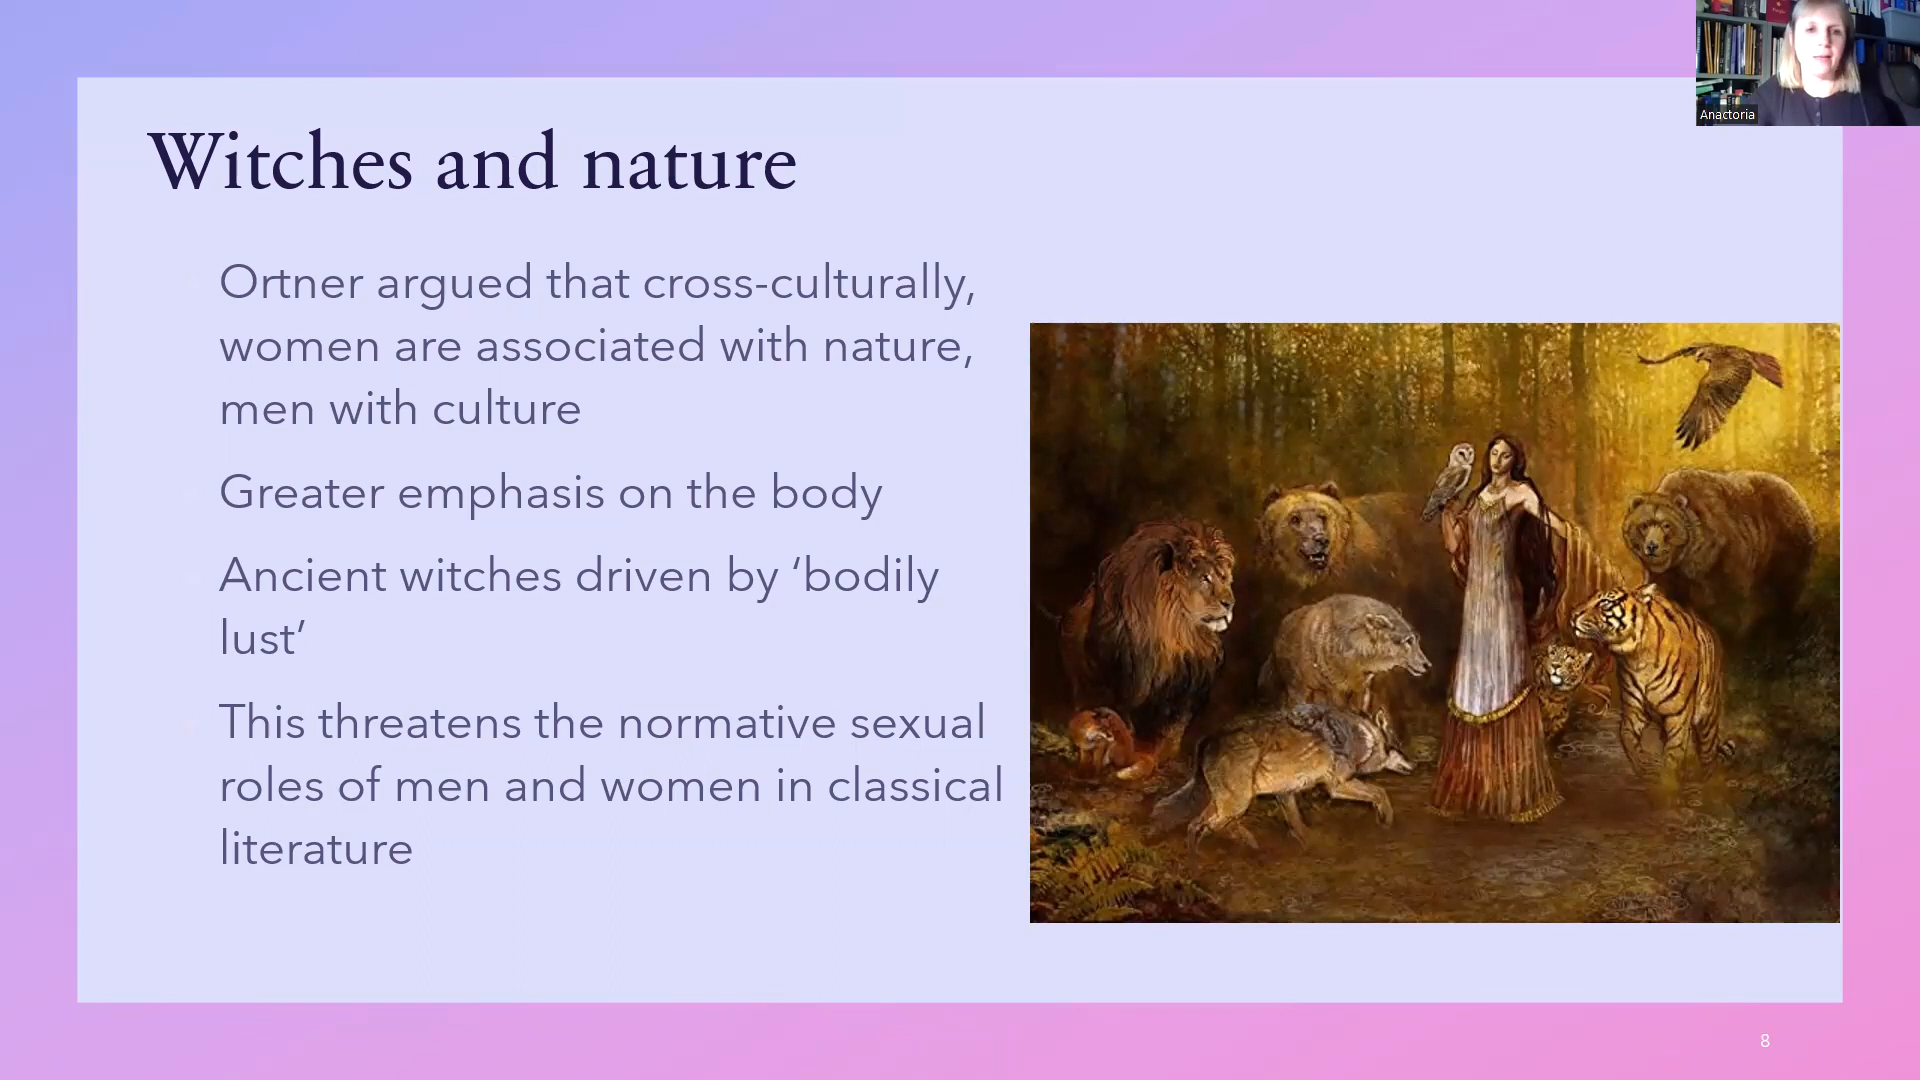 Anactoria
Witches and nature
Ortner argued that cross-culturally,
women are associated with nature,
men with culture
Greater emphasis on the body
Ancient witches driven by ‘bodily
lust’
This threatens the normative sexual
roles of men and women in classical
literature
8